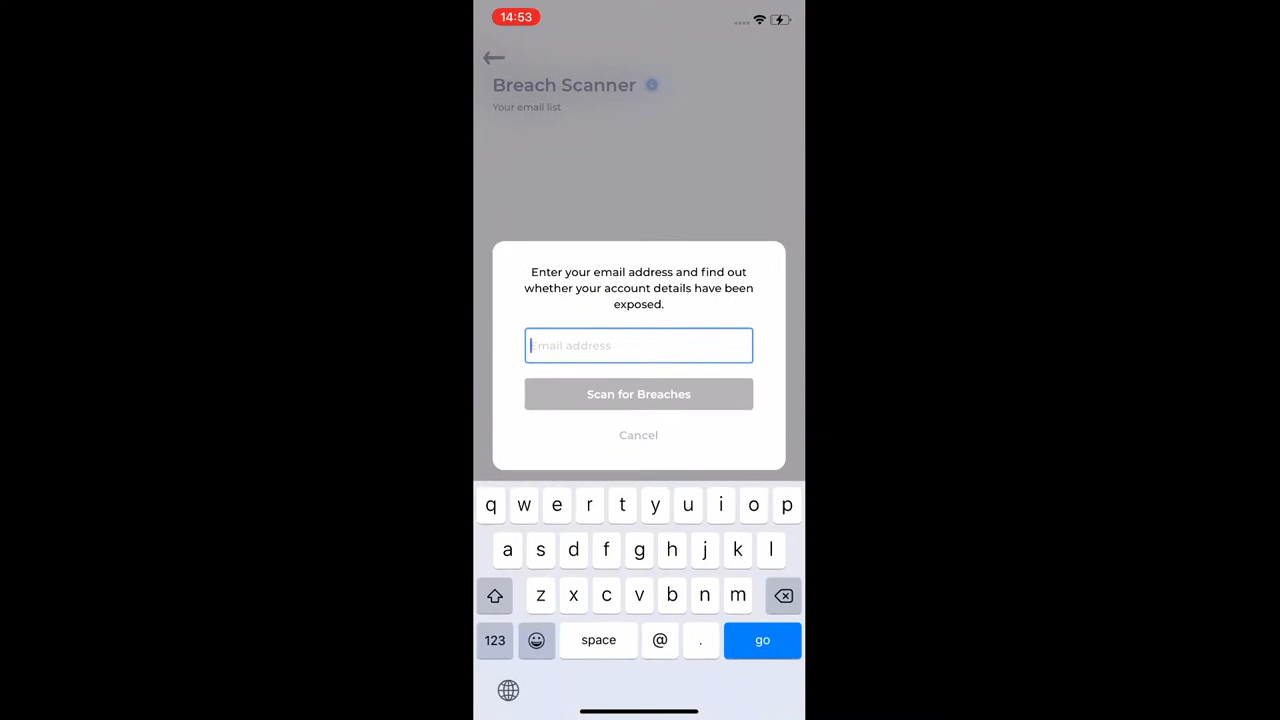 14:53
Breach Scanner
Your email list
Enter your email address and find out
whether your account details have been
exposed.
Email address
Scan for Breaches
Cancel
q w e r t y u i o p
a s d f g h j k l
z x c v b n m
123 space @ . go